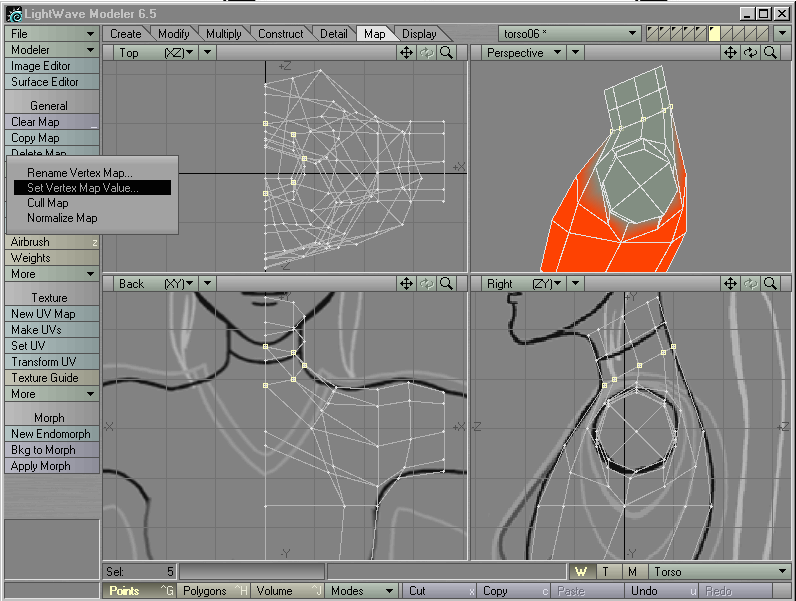 LightWave Modeler 6.5
File
Create Modify Multiply Construct Detail Map Display
torso06 *
Modeler
Top (XZ)
Perspective
Image Editor
Surface Editor
General
Clear Map _
Copy Map
Delete Map
Rename Vertex Map...
Set Vertex Map Value...
Cull Map
Normalize Map
Airbrush z
Weights
More
Texture
New UV Map
Make UVs
Set UV
Transform UV
Texture Guide
More
Morph
New Endomorph
Bkg to Morph
Apply Morph
+Z
+X
-Z
Back (XY)
Right (ZY)
+Y
+Y
-X
+X
-Z
+Z
-Y
-Y
Sel: 5
W T M Torso
Points ^G Polygons ^H Volume ^J Modes Cut x Copy c Paste v Undo u Redo